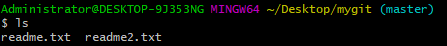 Administrator@DESKTOP-9J353NG MINGW64 ~/Desktop/mygit (master)
$ ls
readme.txt  readme2.txt